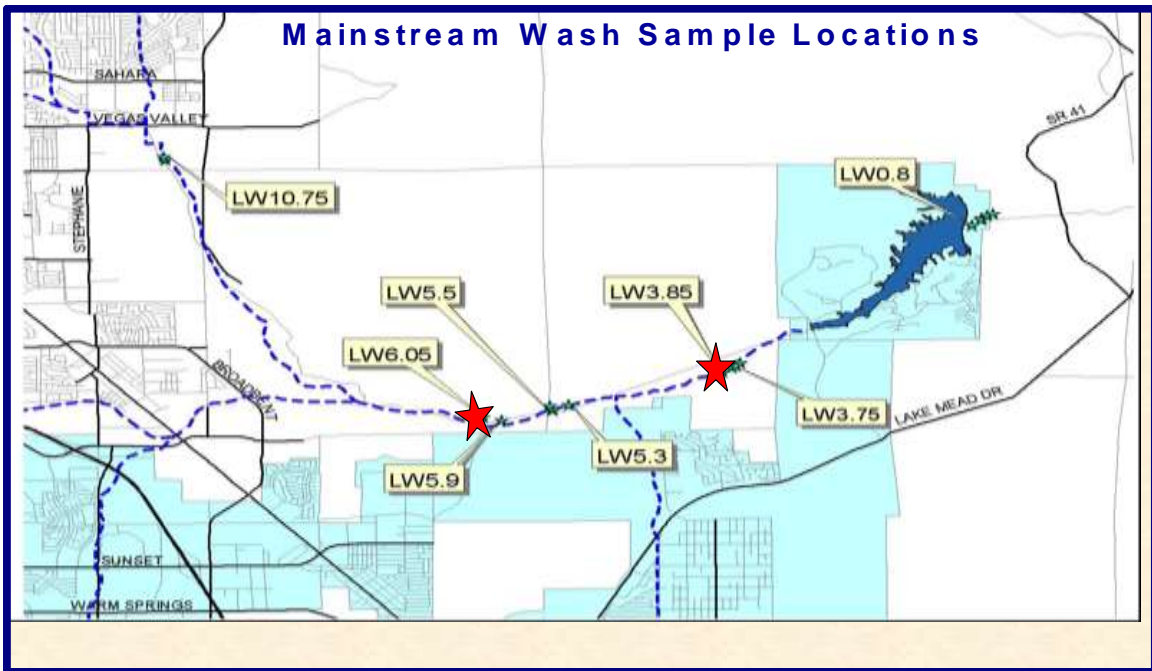 Mainstream Wash Sample Locations
SAHARA
VEGAS VALLEY
SR 41
LW0.8
LW10.75
STEPHANIE
LW5.5
LW3.85
LW6.05
BROADBENT
LW3.75
LAKE MEAD DR
LW5.3
LW5.9
SUNSET
WARM SPRINGS